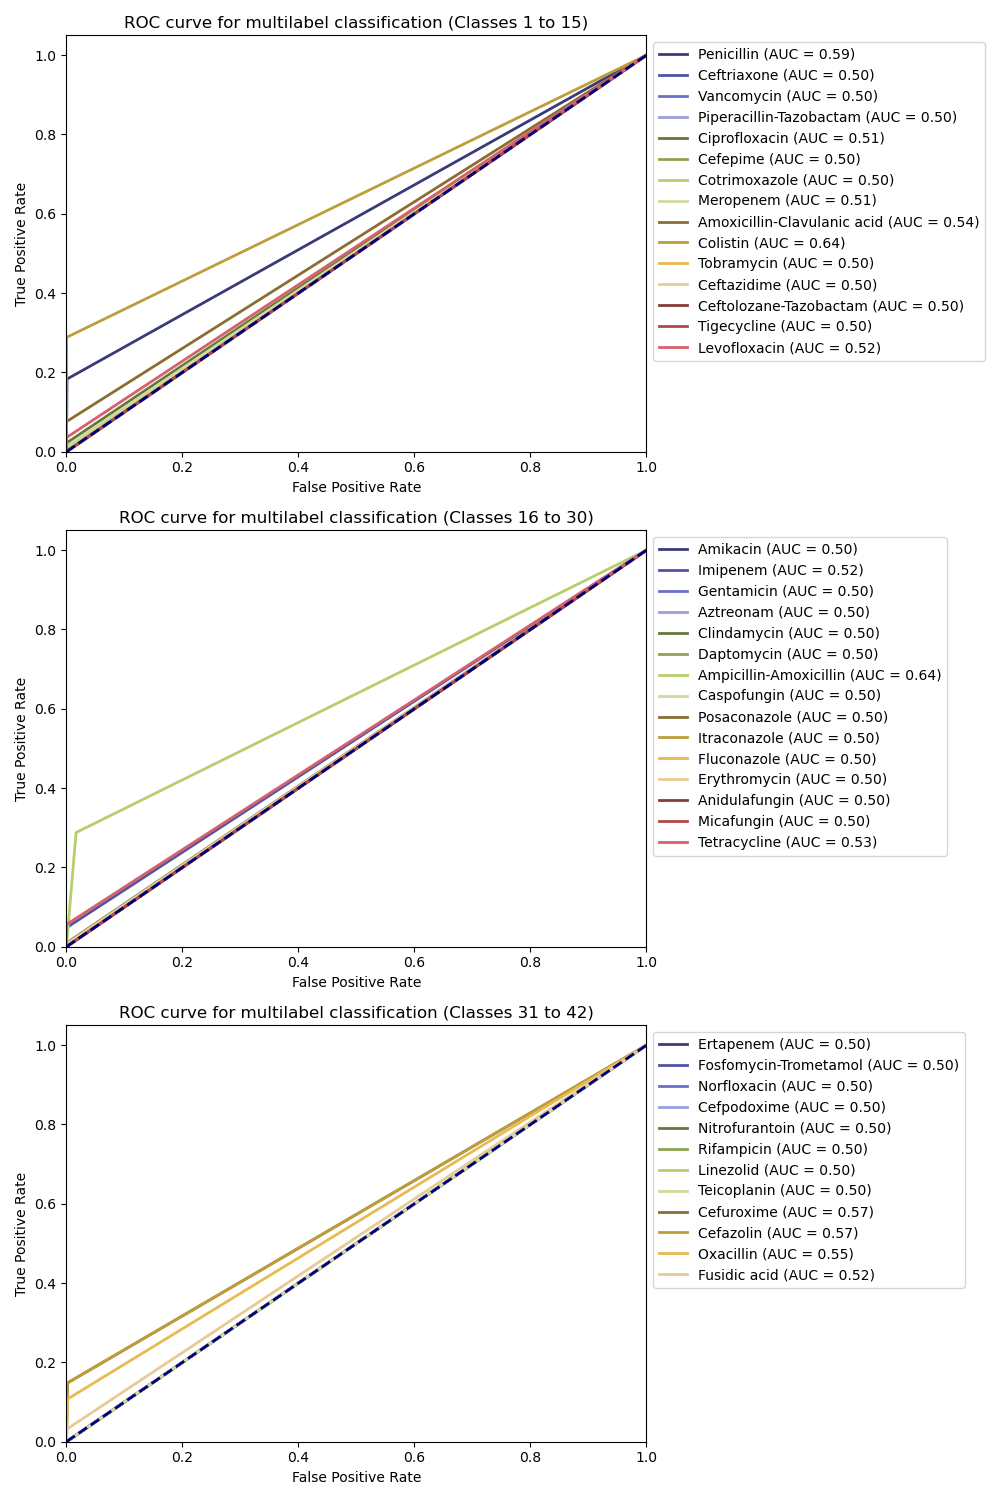 ROC curve for multilabel classification (Classes 1 to 15)
1.0
0.8
0.6
0.4
0.2
0.0
True Positive Rate
0.0 0.2 0.4 0.6 0.8 1.0
False Positive Rate
Penicillin (AUC = 0.59)
Ceftriaxone (AUC = 0.50)
Vancomycin (AUC = 0.50)
Piperacillin-Tazobactam (AUC = 0.50)
Ciprofloxacin (AUC = 0.51)
Cefepime (AUC = 0.50)
Cotrimoxazole (AUC = 0.50)
Meropenem (AUC = 0.51)
Amoxicillin-Clavulanic acid (AUC = 0.54)
Colistin (AUC = 0.64)
Tobramycin (AUC = 0.50)
Ceftazidime (AUC = 0.50)
Ceftolozane-Tazobactam (AUC = 0.50)
Tigecycline (AUC = 0.50)
Levofloxacin (AUC = 0.52)
ROC curve for multilabel classification (Classes 16 to 30)
1.0
0.8
0.6
0.4
0.2
0.0
True Positive Rate
0.0 0.2 0.4 0.6 0.8 1.0
False Positive Rate
Amikacin (AUC = 0.50)
Imipenem (AUC = 0.52)
Gentamicin (AUC = 0.50)
Aztreonam (AUC = 0.50)
Clindamycin (AUC = 0.50)
Daptomycin (AUC = 0.50)
Ampicillin-Amoxicillin (AUC = 0.64)
Caspofungin (AUC = 0.50)
Posaconazole (AUC = 0.50)
Itraconazole (AUC = 0.50)
Fluconazole (AUC = 0.50)
Erythromycin (AUC = 0.50)
Anidulafungin (AUC = 0.50)
Micafungin (AUC = 0.50)
Tetracycline (AUC = 0.53)
ROC curve for multilabel classification (Classes 31 to 42)
1.0
0.8
0.6
0.4
0.2
0.0
True Positive Rate
0.0 0.2 0.4 0.6 0.8 1.0
False Positive Rate
Ertapenem (AUC = 0.50)
Fosfomycin-Trometamol (AUC = 0.50)
Norfloxacin (AUC = 0.50)
Cefpodoxime (AUC = 0.50)
Nitrofurantoin (AUC = 0.50)
Rifampicin (AUC = 0.50)
Linezolid (AUC = 0.50)
Teicoplanin (AUC = 0.50)
Cefuroxime (AUC = 0.57)
Cefazolin (AUC = 0.57)
Oxacillin (AUC = 0.55)
Fusidic acid (AUC = 0.52)